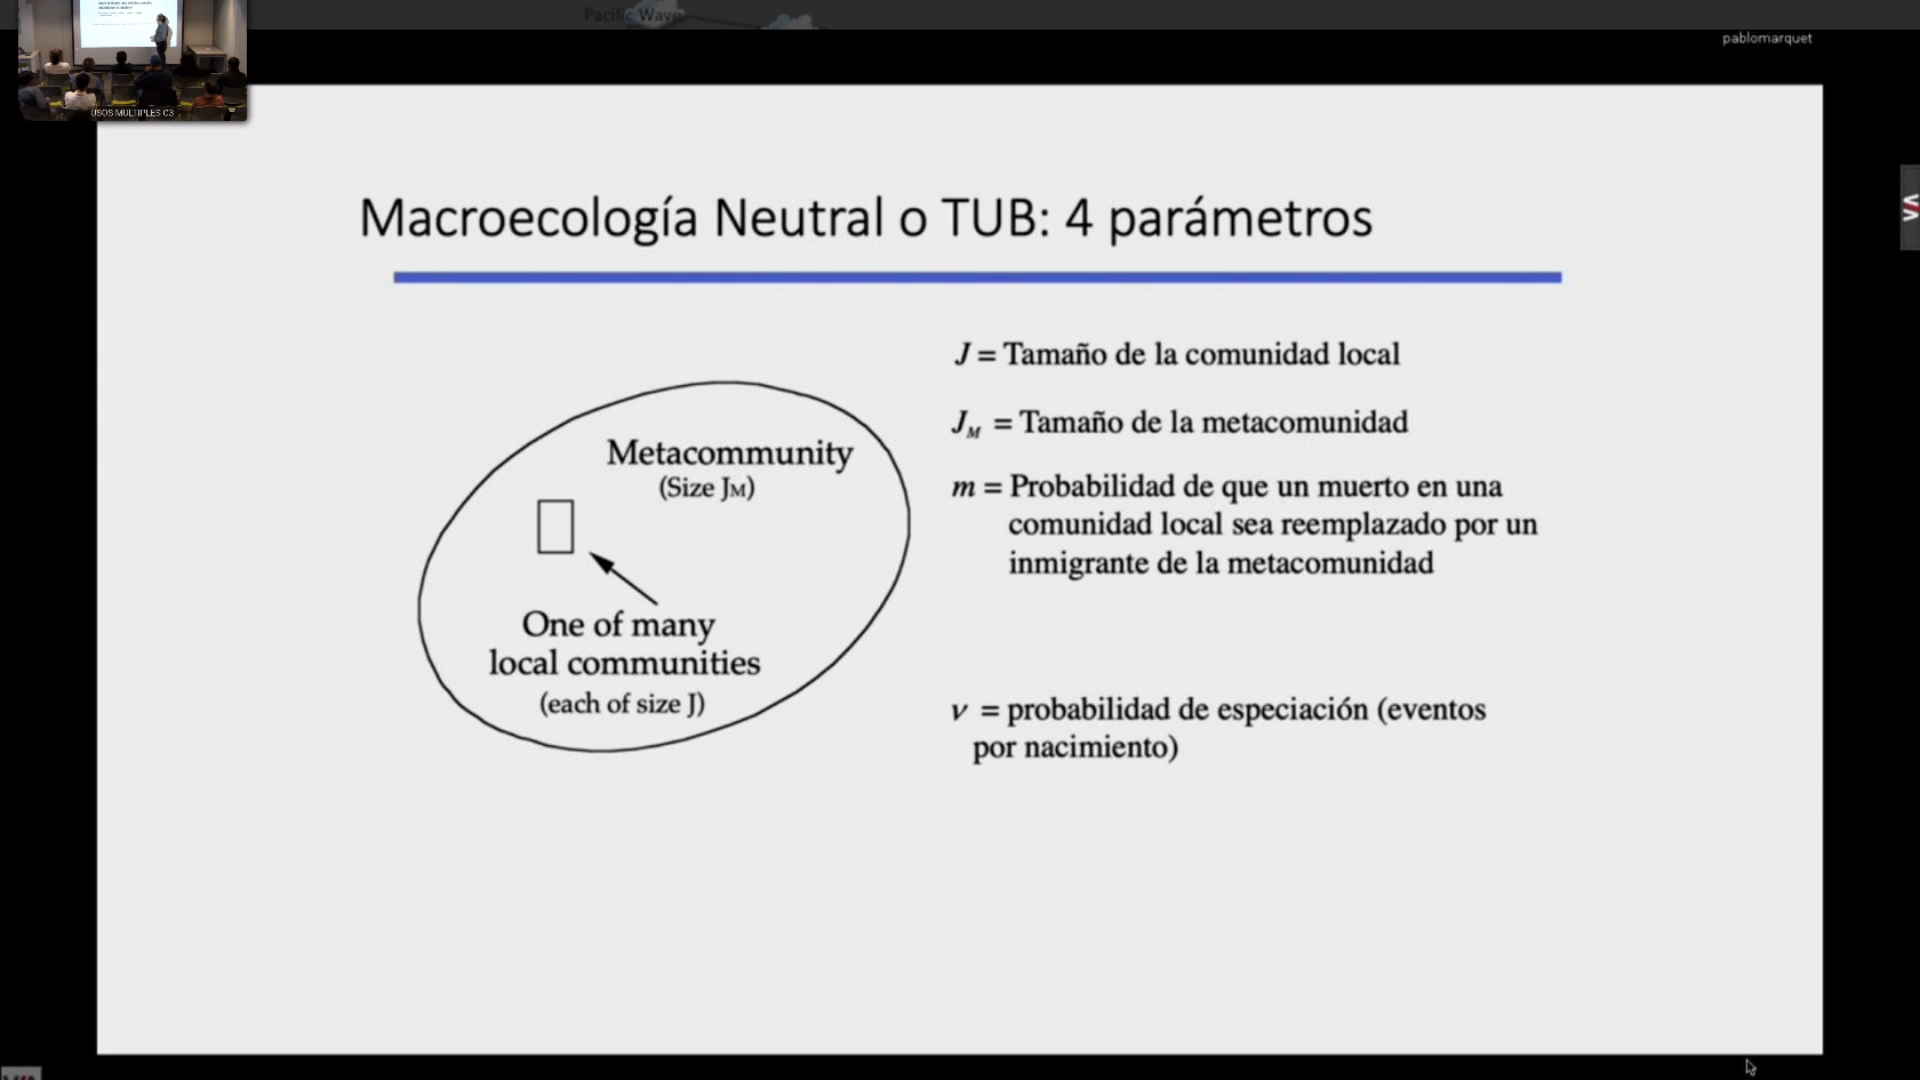 Pacific Wave
pablomarquet
USOS MULTIPLES C3
Macroecología Neutral o TUB: 4 parámetros
J = Tamaño de la comunidad local
J_M = Tamaño de la metacomunidad
m = Probabilidad de que un muerto en una
comunidad local sea reemplazado por un
inmigrante de la metacomunidad
ν = probabilidad de especiación (eventos
por nacimiento)
Metacommunity
(Size JM)
One of many
local communities
(each of size J)